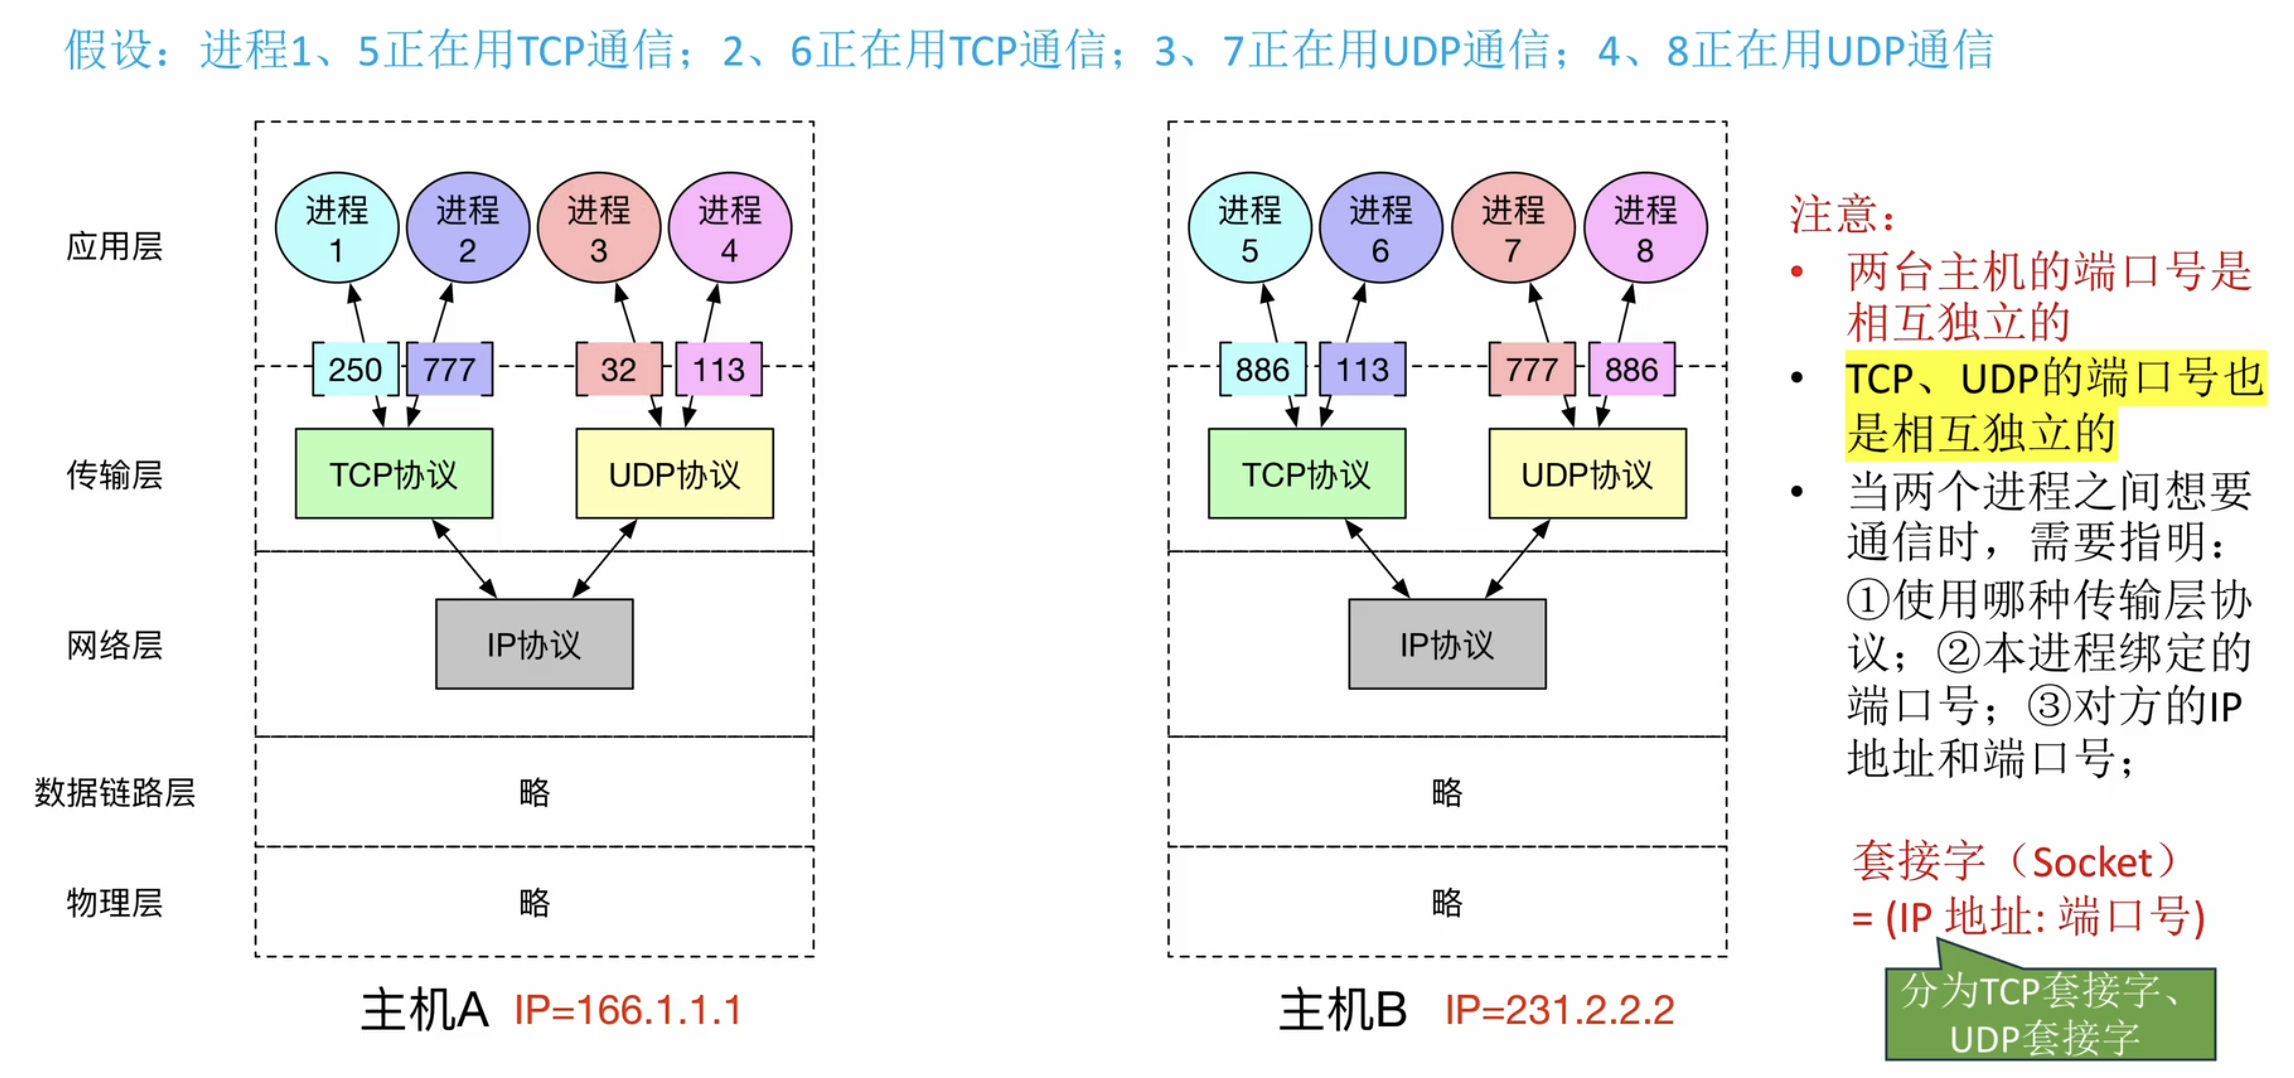 假设：进程1、5正在用TCP通信；2、6正在用TCP通信；3、7正在用UDP通信；4、8正在用UDP通信
应用层
进程
1
进程
2
进程
3
进程
4
250
777
32
113
传输层
TCP协议
UDP协议
网络层
IP协议
数据链路层
略
物理层
略
主机A IP=166.1.1.1
进程
5
进程
6
进程
7
进程
8
886
113
777
886
TCP协议
UDP协议
IP协议
略
略
主机B IP=231.2.2.2
注意：
• 两台主机的端口号是
相互独立的
• TCP、UDP的端口号也
是相互独立的
• 当两个进程之间想要
通信时，需要指明：
①使用哪种传输层协
议；②本进程绑定的
端口号；③对方的IP
地址和端口号；
套接字（Socket）
= (IP 地址: 端口号)
分为TCP套接字、
UDP套接字